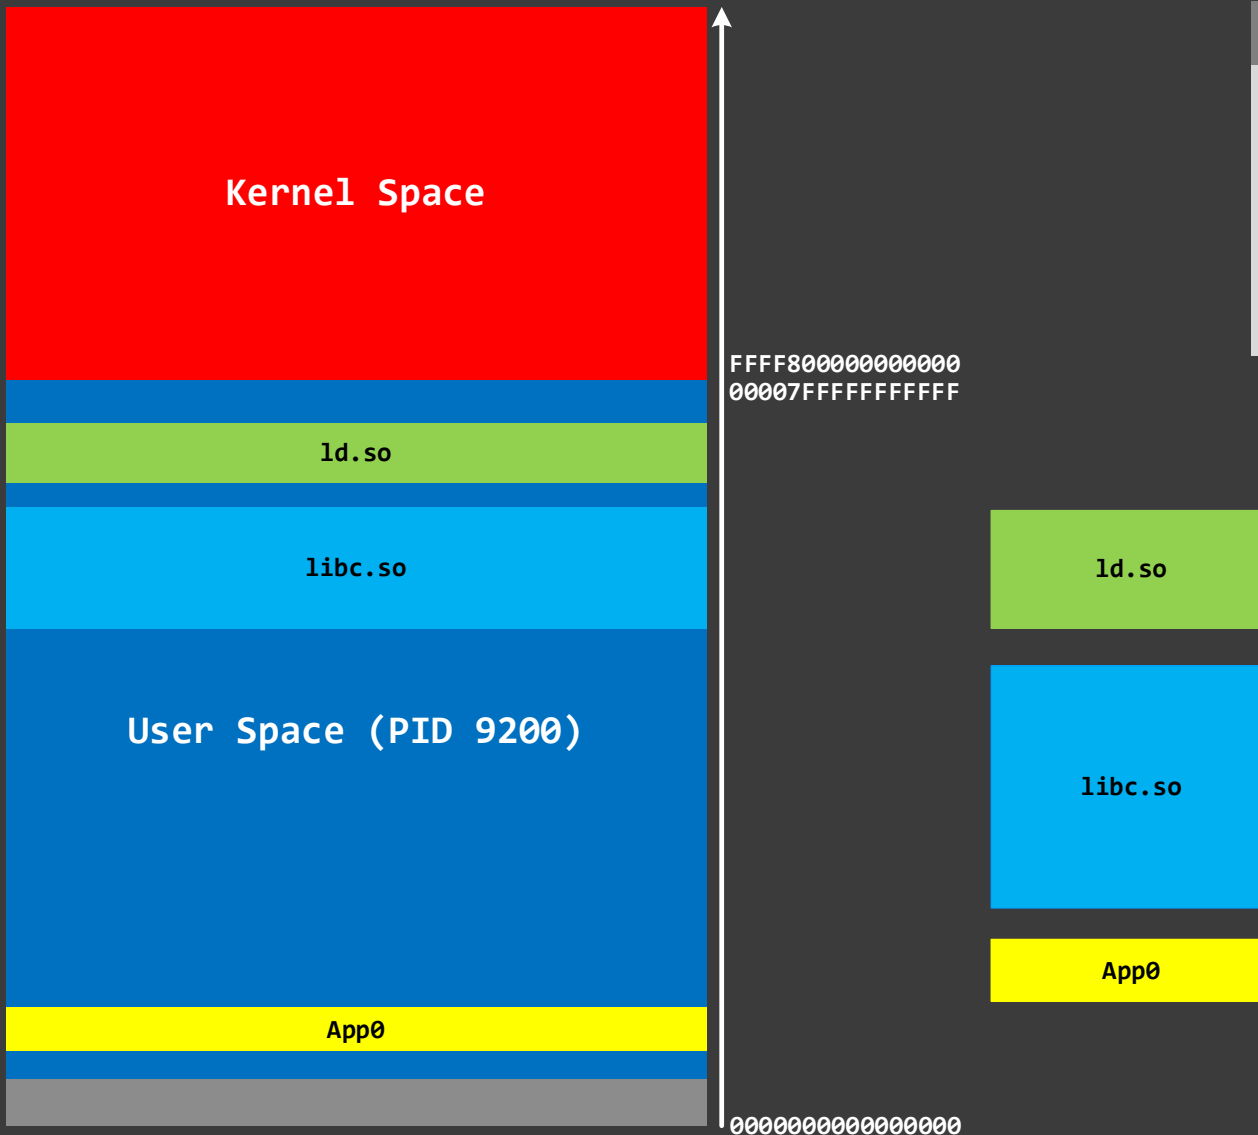 Kernel Space
FFFF800000000000
00007FFFFFFFFFFF
ld.so
libc.so
User Space (PID 9200)
App0
0000000000000000
ld.so
libc.so
App0